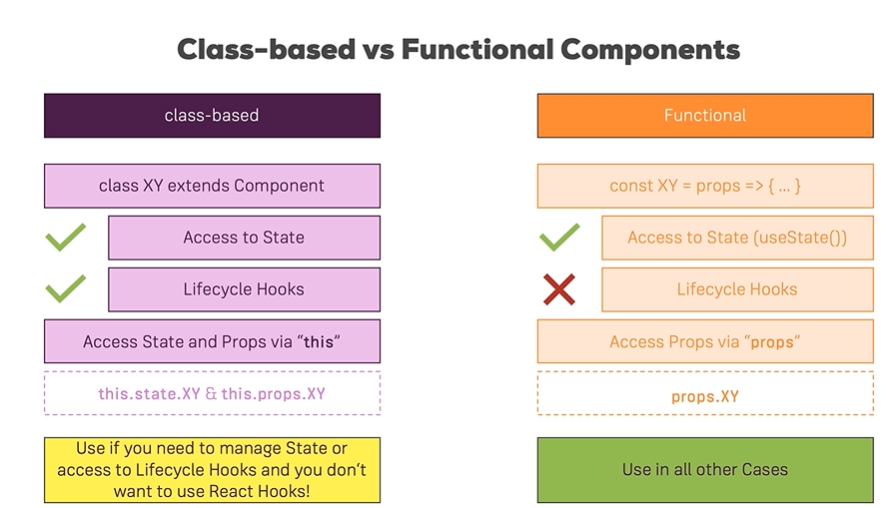 Class-based vs Functional Components
class-based
class XY extends Component
Access to State
Lifecycle Hooks
Access State and Props via “this”
this.state.XY & this.props.XY
Use if you need to manage State or
access to Lifecycle Hooks and you don’t
want to use React Hooks!
Functional
const XY = props => { ... }
Access to State (useState())
Lifecycle Hooks
Access Props via “props”
props.XY
Use in all other Cases